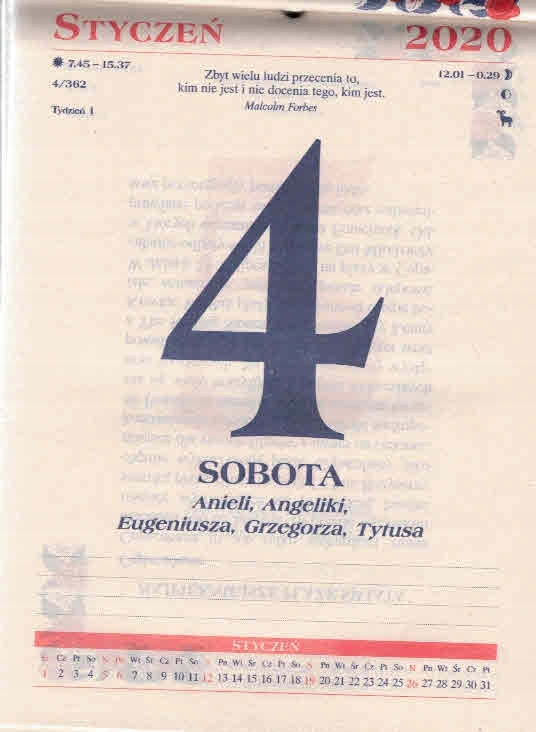 STYCZEŃ 2020
7.45 – 15.37
4/362
Tydzień 1
Zbyt wielu ludzi przecenia to,
kim nie jest i nie docenia tego, kim jest.
Malcolm Forbes
12.01 – 0.29
4
SOBOTA
Anieli, Angeliki,
Eugeniusza, Grzegorza, Tytusa
STYCZEŃ
Cz Pt So N Pn Wt Śr Cz Pt So N Pn Wt Śr Cz Pt So N Pn Wt Śr Cz Pt So N Pn Wt Śr Cz Pt
1 2 3 4 5 6 7 8 9 10 11 12 13 14 15 16 17 18 19 20 21 22 23 24 25 26 27 28 29 30 31